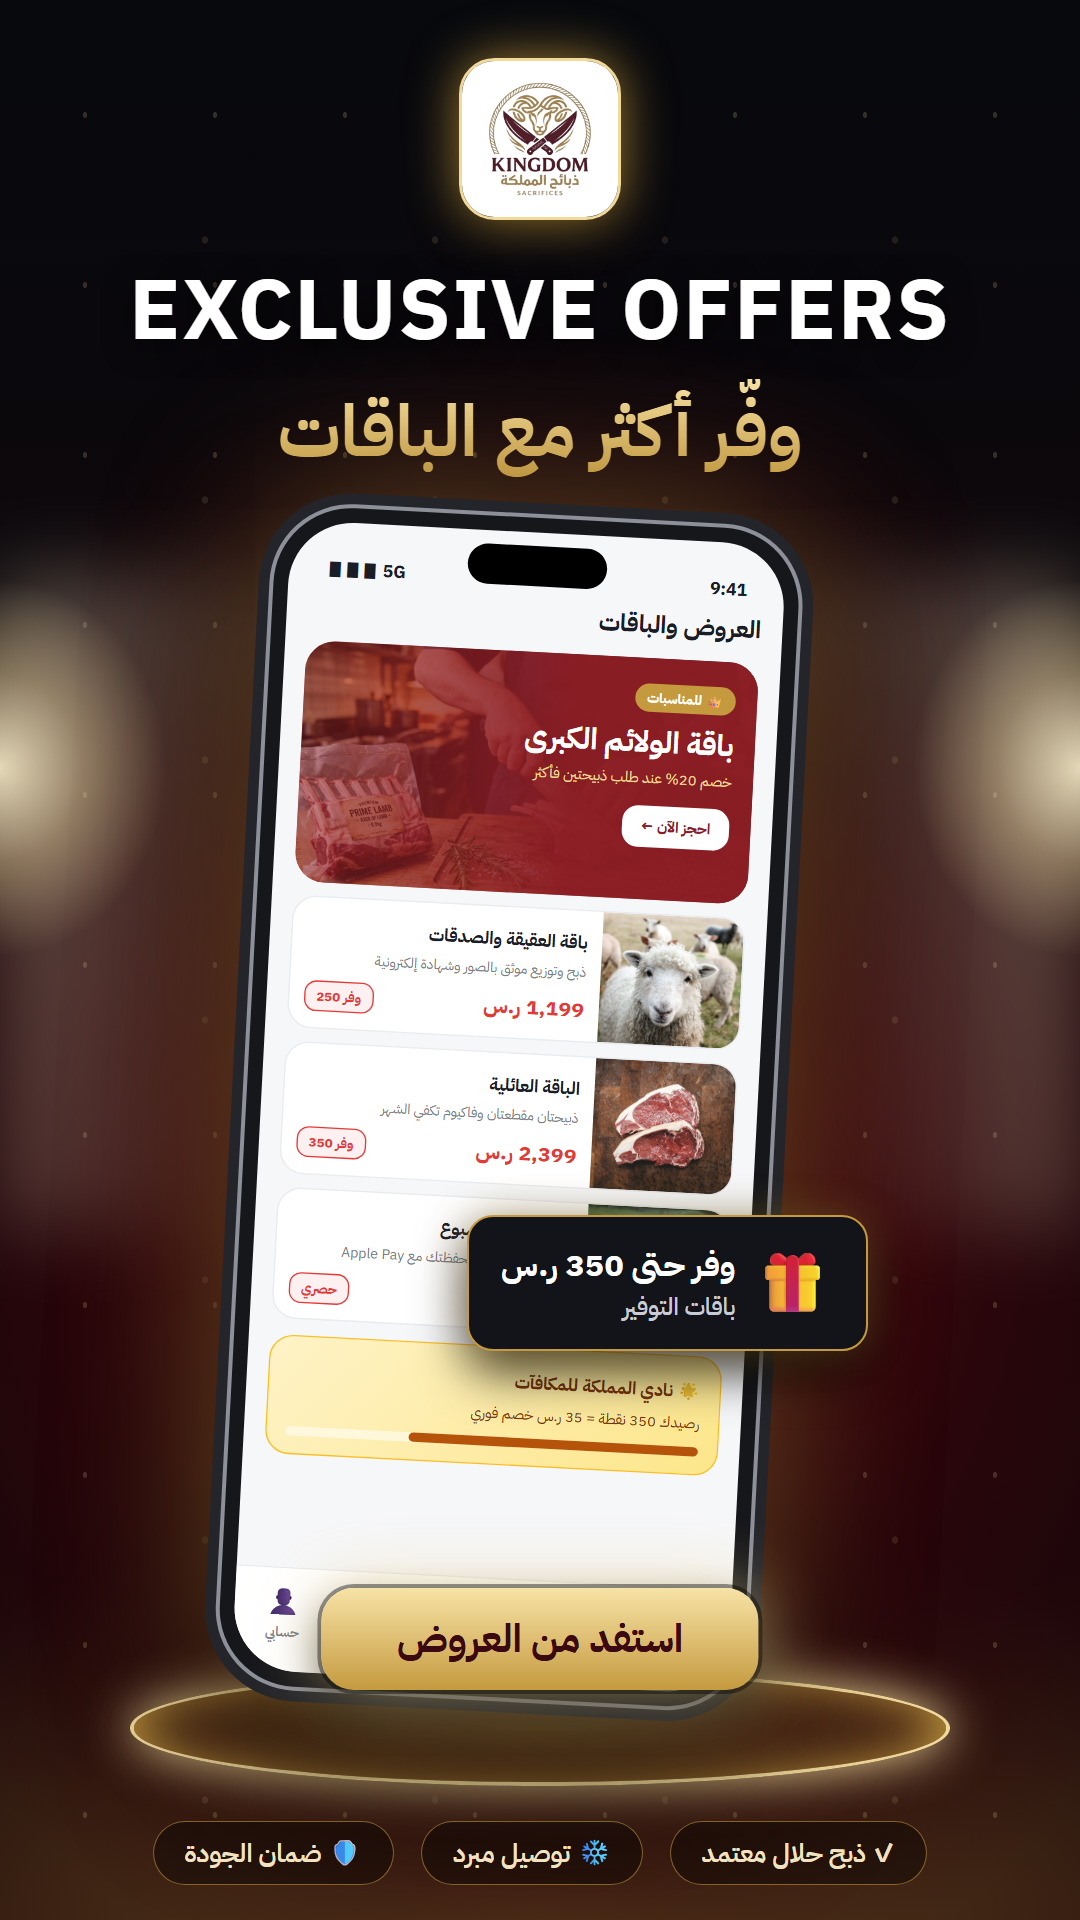 KINGDOM
ذبائح المملكة
SACRIFICES
EXCLUSIVE OFFERS
وفّر أكثر مع الباقات
5G
9:41
العروض والباقات
👑 للمناسبات
باقة الولائم الكبرى
خصم 20% عند طلب ذبيحتين فأكثر
احجز الآن ←
PREMIUM
PRIME LAMB
باقة العقيقة والصدقات
ذبح وتوزيع موثق بالصور وشهادة إلكترونية
1,199 ر.س
وفر 250
الباقة العائلية
ذبيحتان مقطعتان وفاكيوم تكفي الشهر
2,399 ر.س
وفر 350
Apple Pay مع
حصري
وفر حتى 350 ر.س
باقات التوفير
🌟 نادي المملكة للمكافآت
رصيدك 350 نقطة = 35 ر.س خصم فوري
حسابي
استفد من العروض
✓ ذبح حلال معتمد
❄️ توصيل مبرد
🛡️ ضمان الجودة